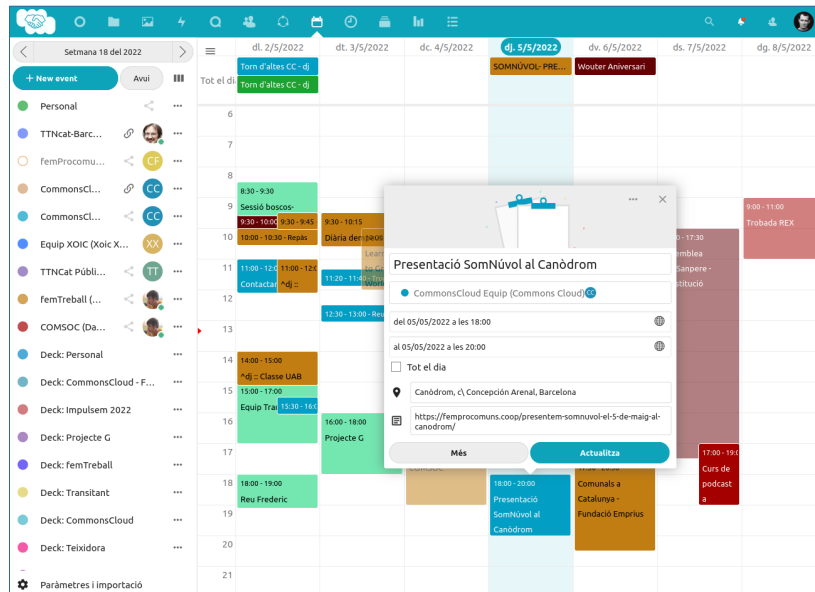 Setmana 18 del 2022
+ New event
Avui
Personal
TTNcat-Barc...
femProcomu...
CF
CommonsCl...
CC
CommonsCl...
CC
Equip XOIC (Xoic X...
XX
TTNCat Públi...
TT
femTreball (...
COMSOC (Da...
Deck: Personal
Deck: CommonsCloud - F...
Deck: Impulsem 2022
Deck: Projecte G
Deck: femTreball
Deck: Transitant
Deck: CommonsCloud
Deck: Teixidora
Paràmetres i importació
dl. 2/5/2022
dt. 3/5/2022
dc. 4/5/2022
dj. 5/5/2022
dv. 6/5/2022
ds. 7/5/2022
dg. 8/5/2022
Tot el di
Torn d'altes CC - dj
Torn d'altes CC - dj
SOMNÚVOL- PRE...
Wouter Aniversari
6
7
8
9
10
11
12
13
14
15
16
17
18
19
20
21
8:30 - 9:30
Sessió boscos-
9:30 - 10:00
9:30 - 9:45
10:00 - 10:30 - Repàs
11:00 - 12:0
Contactar
11:00 - 12:0
^dj ::
14:00 - 15:00
^dj :: Classe UAB
15:00 - 17:00
Equip Tra
15:30 - 16:0
18:00 - 19:00
Reu Frederic
9:30 - 10:15
Diària dem
11:20 - 11:40
12:30 - 13:00 - Reu
16:00 - 18:00
Projecte G
COMSOC
18:00 - 20:00
Presentació
SomNúvol al
Canòdrom
Comunals a
Catalunya -
Fundació Emprius
0 - 17:30
emblea
Sanpere -
stitució
17:00 - 19:0
Curs de
podcast
a
9:00 - 11:00
Trobada REX
Presentació SomNúvol al Canòdrom
CommonsCloud Equip (Commons Cloud)
CC
del 05/05/2022 a les 18:00
al 05/05/2022 a les 20:00
Tot el dia
Canòdrom, c\ Concepción Arenal, Barcelona
https://femprocomuns.coop/presentem-somnuvol-el-5-de-maig-al-
canodrom/
Més
Actualitza